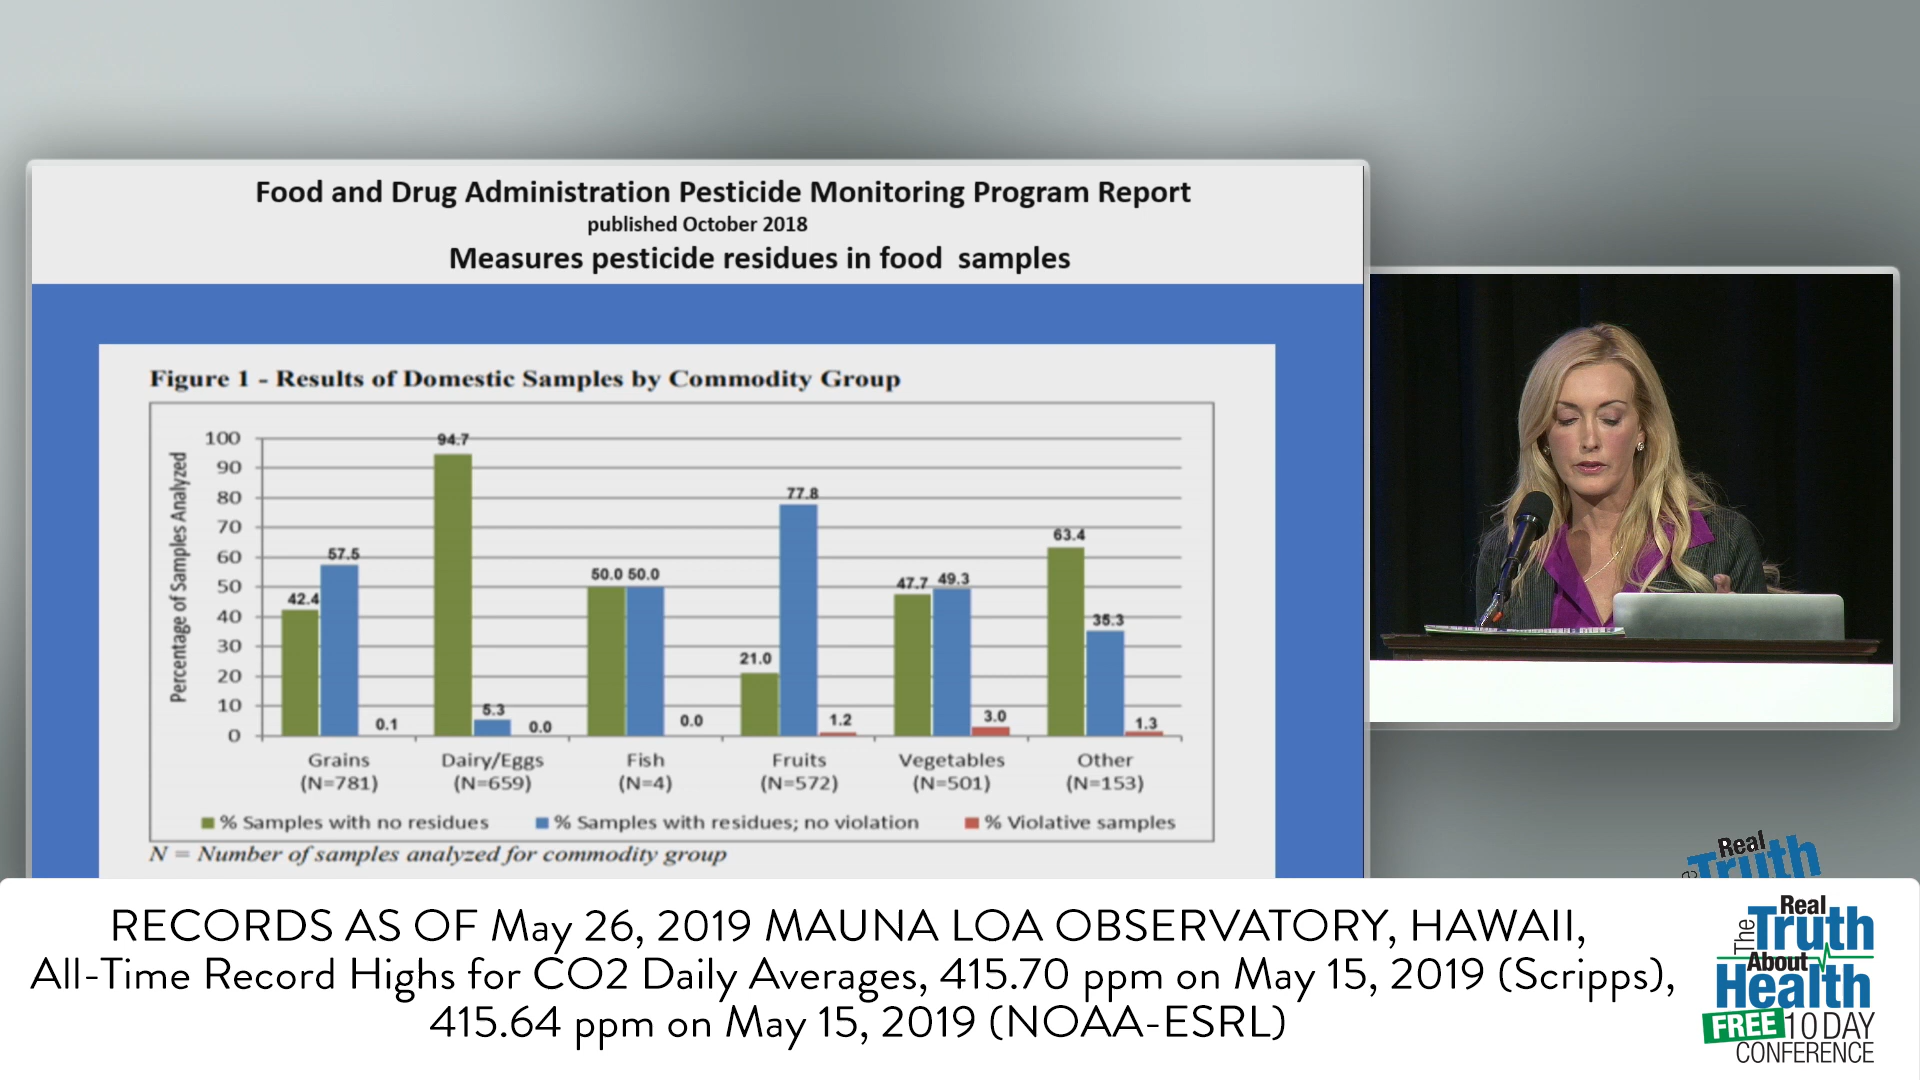 Food and Drug Administration Pesticide Monitoring Program Report
published October 2018
Measures pesticide residues in food samples
Figure 1 - Results of Domestic Samples by Commodity Group
Percentage of Samples Analyzed
100
90
80
70
60
50
40
30
20
10
0
42.4
57.5
0.1
94.7
5.3
0.0
50.0
50.0
0.0
21.0
77.8
1.2
47.7
49.3
3.0
63.4
35.3
1.3
Grains
(N=781)
Dairy/Eggs
(N=659)
Fish
(N=4)
Fruits
(N=572)
Vegetables
(N=501)
Other
(N=153)
% Samples with no residues
% Samples with residues; no violation
% Violative samples
N = Number of samples analyzed for commodity group
Real
Truth
RECORDS AS OF May 26, 2019 MAUNA LOA OBSERVATORY, HAWAII,
All-Time Record Highs for CO2 Daily Averages, 415.70 ppm on May 15, 2019 (Scripps),
415.64 ppm on May 15, 2019 (NOAA-ESRL)
The Real
Truth
About
Health
FREE 10 DAY
CONFERENCE